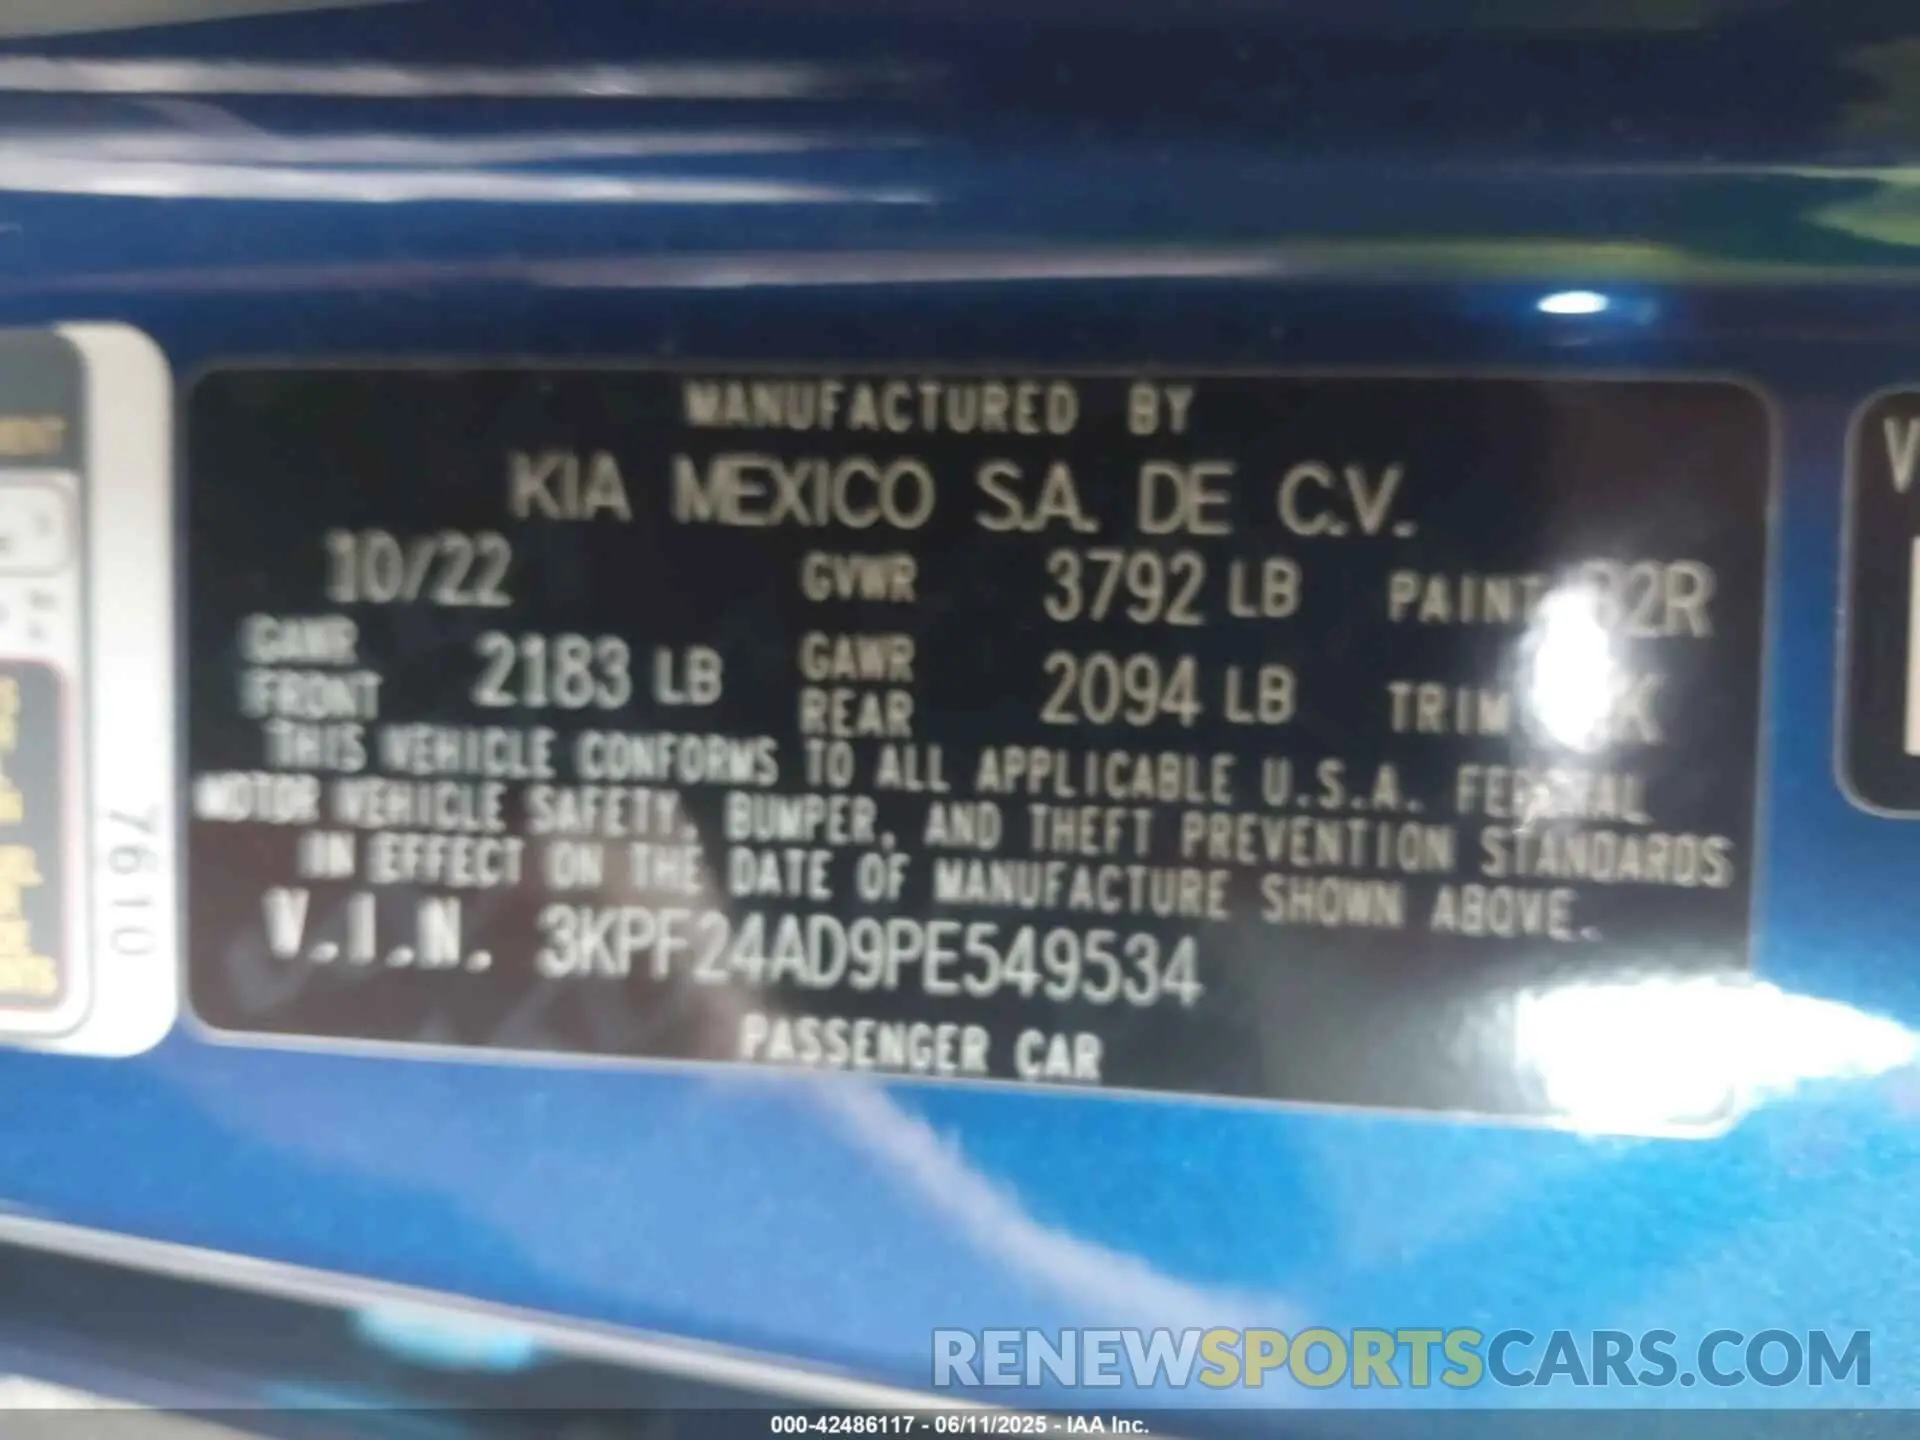 MANUFACTURED BY
KIA MEXICO S.A. DE C.V.
10/22 GVWR 3792 LB PAINT B2R
GAWR FRONT 2183 LB GAWR REAR 2094 LB TRIM
THIS VEHICLE CONFORMS TO ALL APPLICABLE U.S.A. FEDERAL
MOTOR VEHICLE SAFETY, BUMPER, AND THEFT PREVENTION STANDARDS
IN EFFECT ON THE DATE OF MANUFACTURE SHOWN ABOVE.
V.I.N. 3KPF24AD9PE549534
PASSENGER CAR
7610
RENEWSPORTSCARS.COM
000-42486117 - 06/11/2025 - IAA Inc.